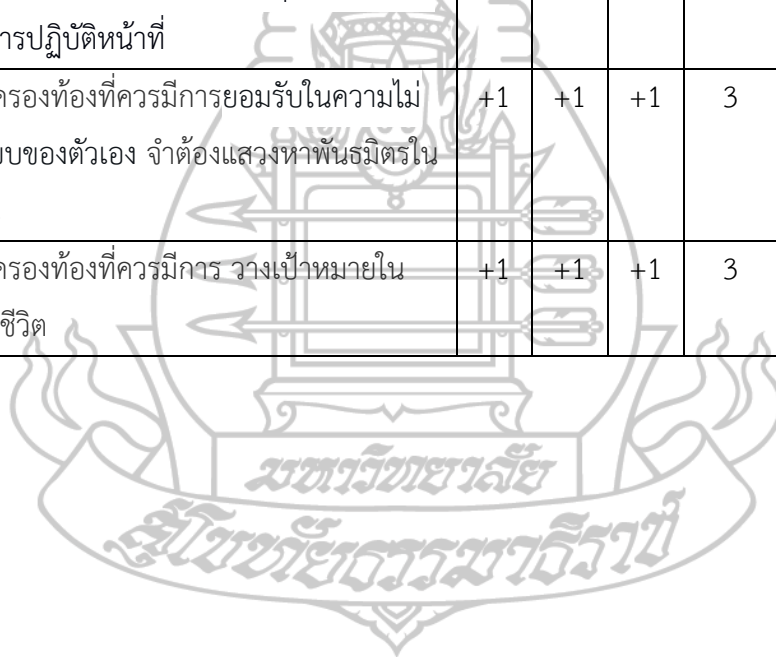 ารปฏิบัติหน้าที่
ครองท้องที่ควรมีการยอมรับในความไม่ +1 +1 +1 3
บบของตัวเอง จำต้องแสวงหาพันธมิตรใน
ครองท้องที่ควรมีการ วางเป้าหมายใน +1 +1 +1 3
ชีวิต
มหาวิทยาลัย
สุโขทัยธรรมาธิราช